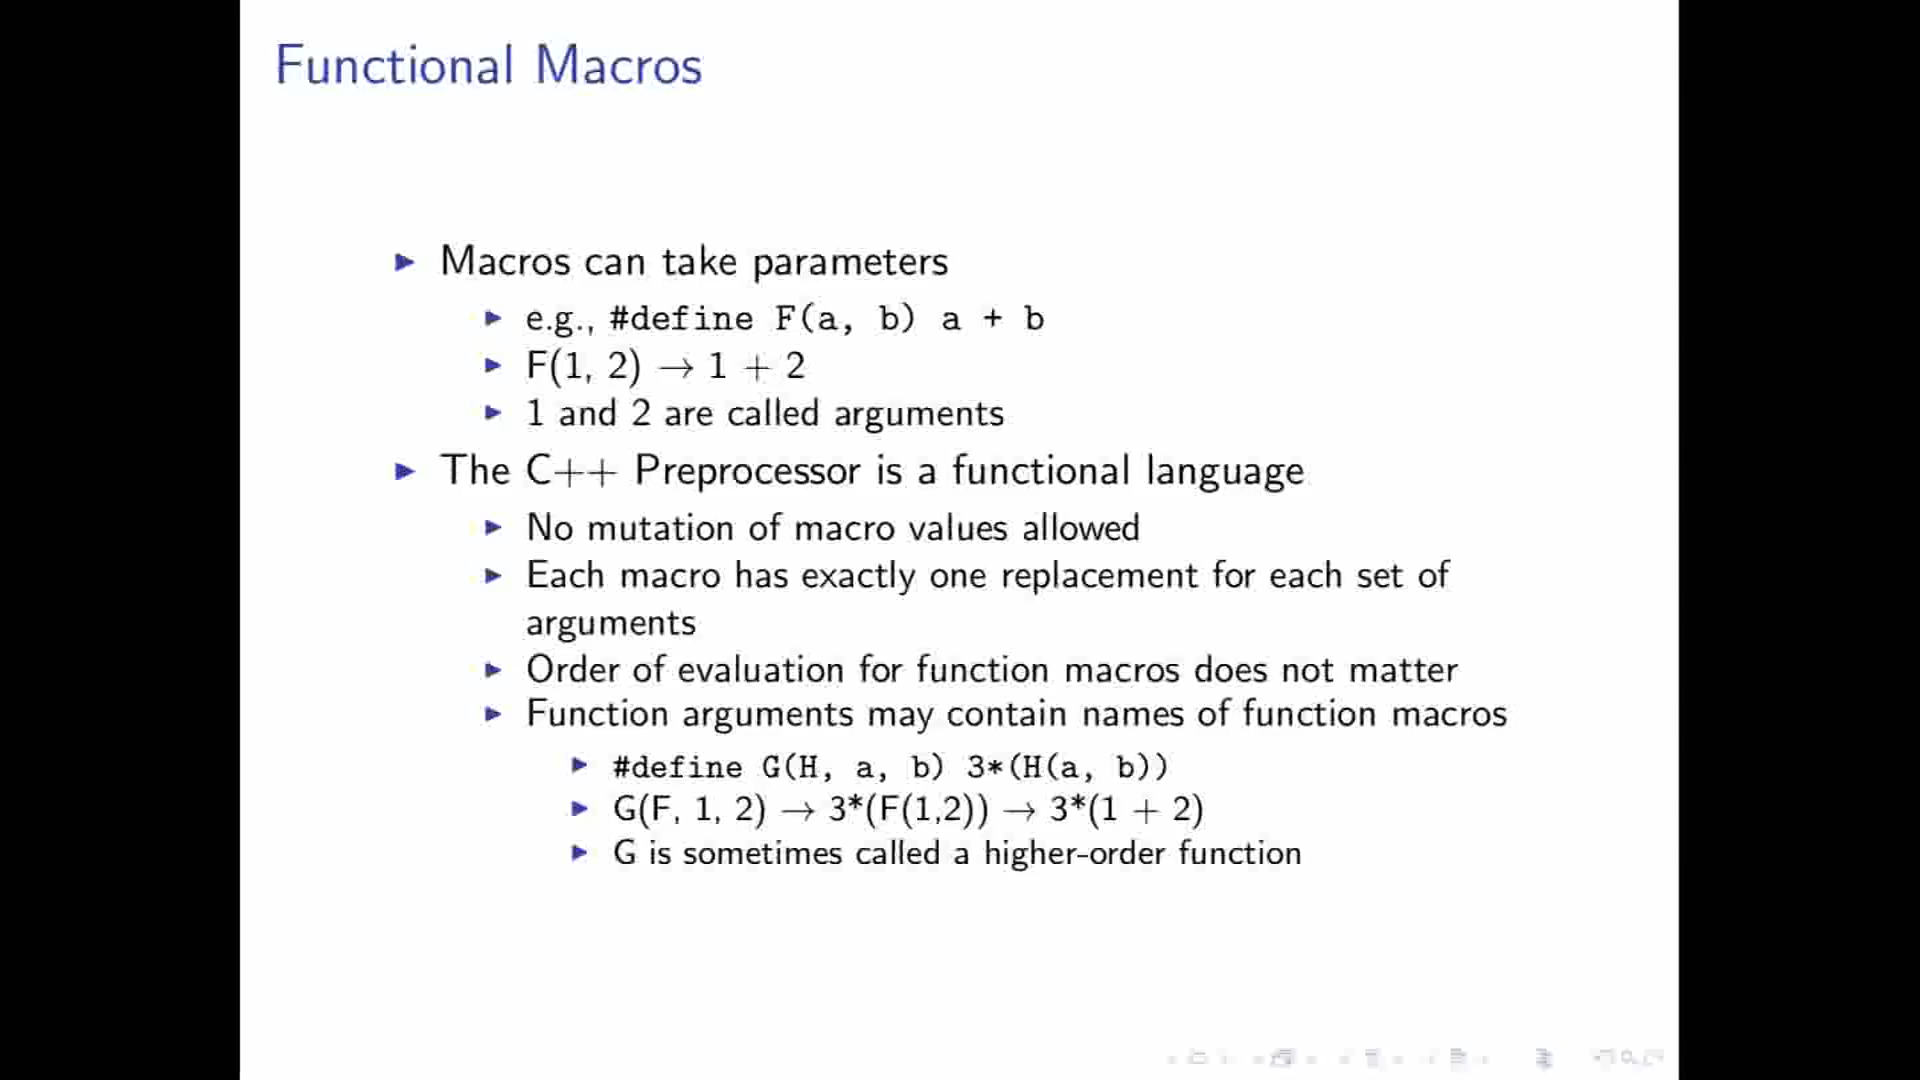 Functional Macros
Macros can take parameters
e.g., #define F(a, b) a + b
F(1, 2) → 1 + 2
1 and 2 are called arguments
The C++ Preprocessor is a functional language
No mutation of macro values allowed
Each macro has exactly one replacement for each set of
arguments
Order of evaluation for function macros does not matter
Function arguments may contain names of function macros
#define G(H, a, b) 3*(H(a, b))
G(F, 1, 2) → 3*(F(1,2)) → 3*(1 + 2)
G is sometimes called a higher-order function